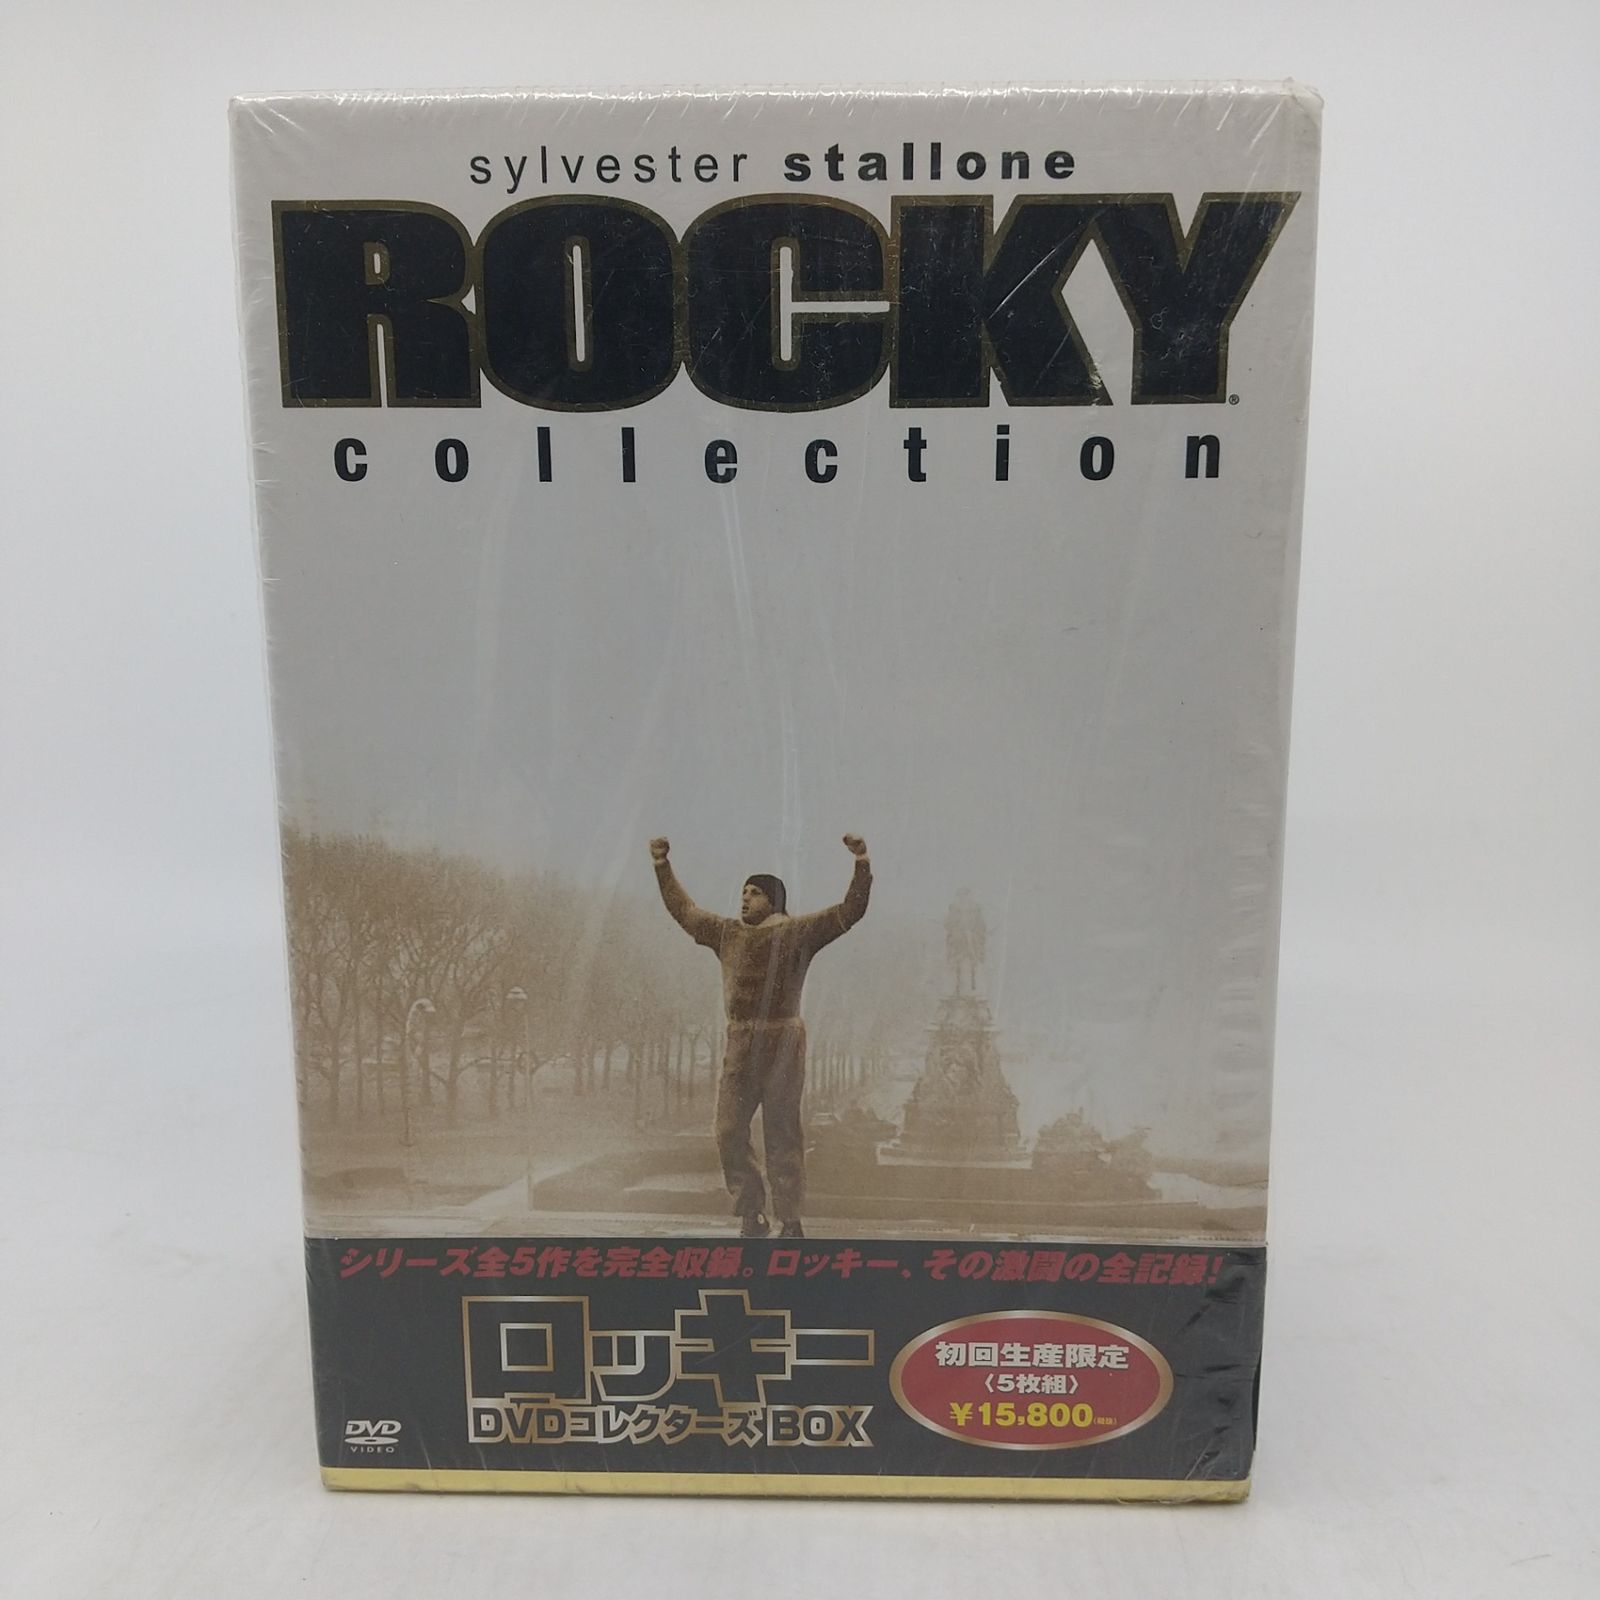 sylvester stallone
ROCKY®
collection
シリーズ全5作を完全収録。ロッキー、その激闘の全記録!
ロッキー
DVDコレクターズBOX
初回生産限定
〈5枚組〉
¥15,800(税抜)
DVD
VIDEO